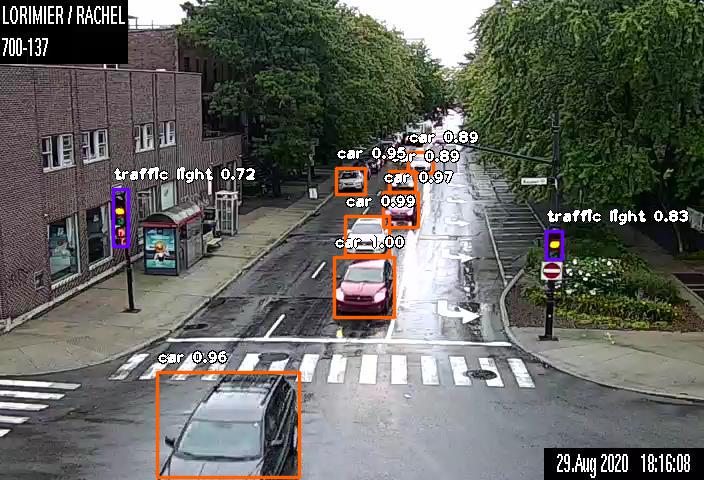 LORIMIER / RACHEL
700-137
car 0.89
car 0.95
car 0.89
traffic light 0.72
car 0.97
car 0.99
traffic light 0.83
car 1.00
car 0.96
29.Aug 2020 18:16:08